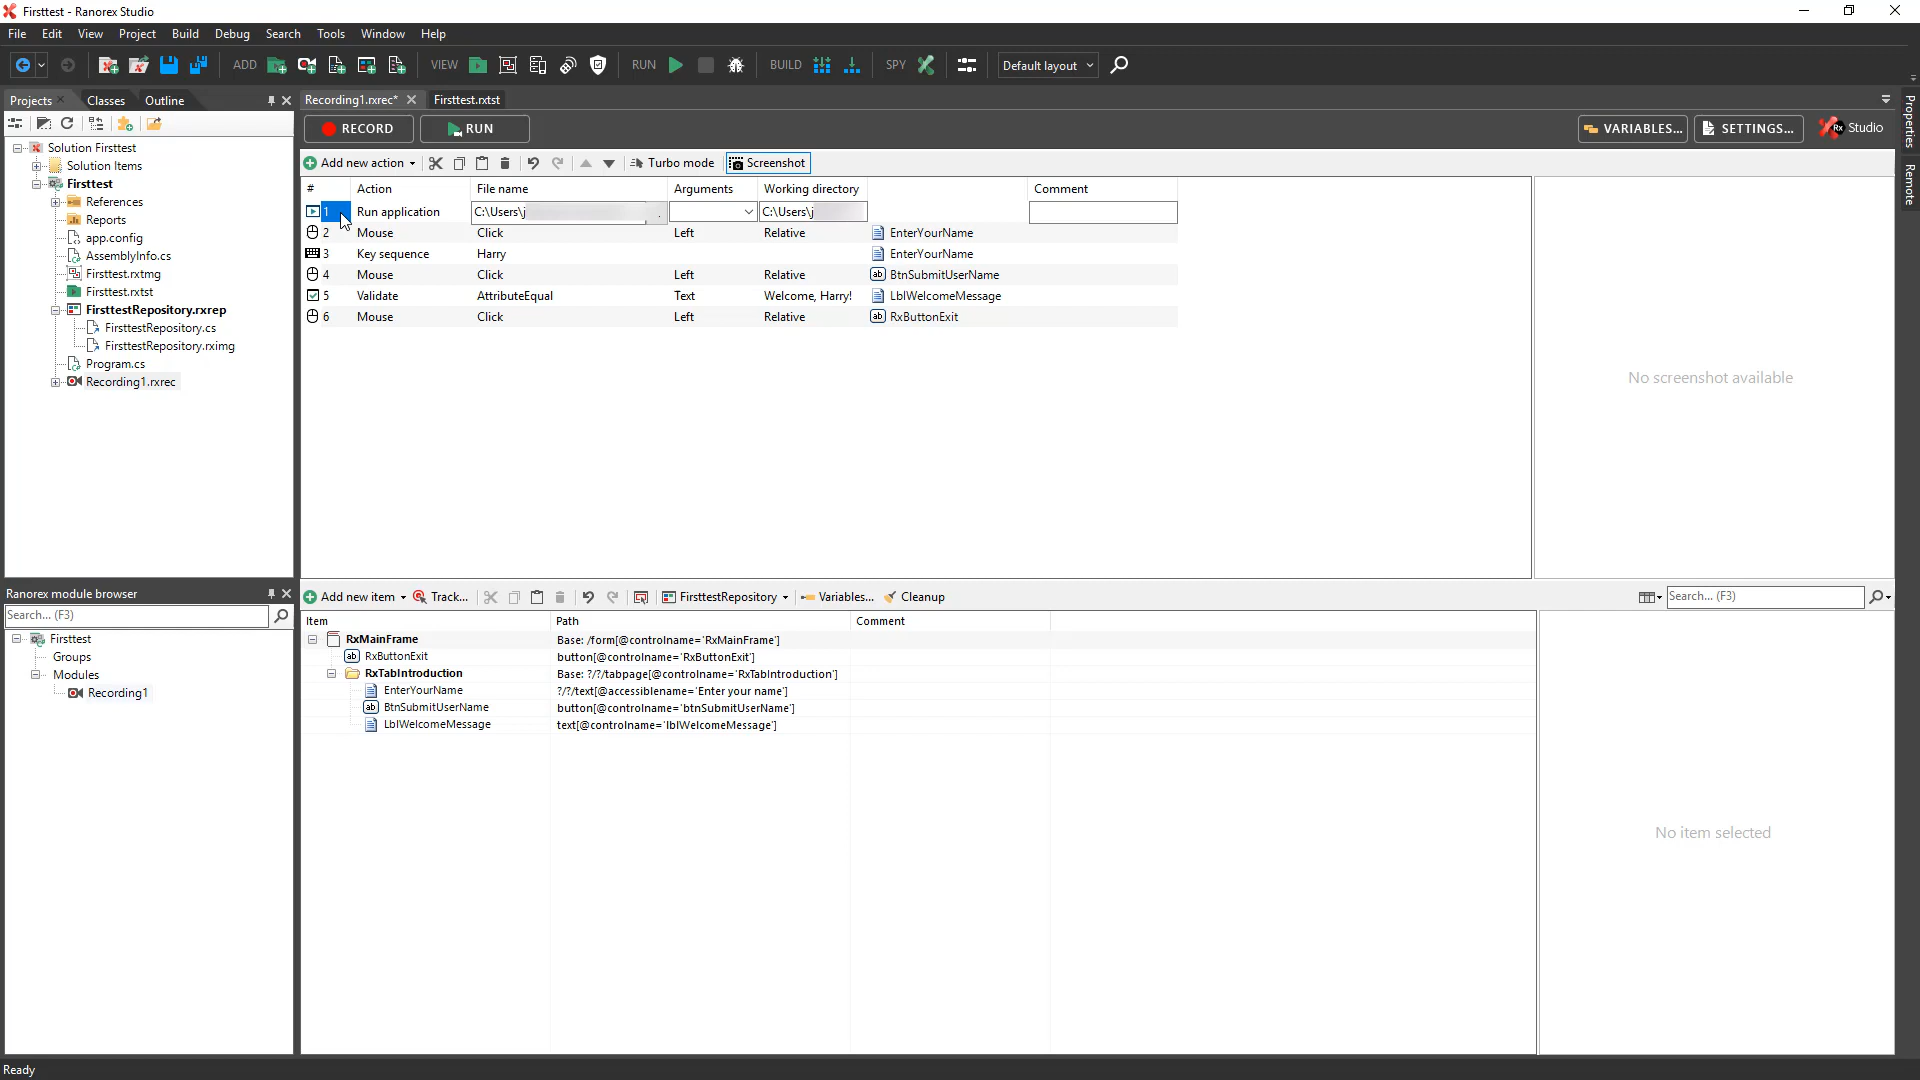 Firsttest - Ranorex Studio
File Edit View Project Build Debug Search Tools Window Help
ADD VIEW RUN BUILD SPY Default layout
Projects Classes Outline
Recording1.rxrec* Firsttest.rxtst
RECORD RUN VARIABLES... SETTINGS... Rx Studio
Add new action Turbo mode Screenshot
Solution Firsttest
Solution Items
Firsttest
References
Reports
app.config
AssemblyInfo.cs
Firsttest.rxtmg
Firsttest.rxtst
FirsttestRepository.rxrep
FirsttestRepository.cs
FirsttestRepository.rximg
Program.cs
Recording1.rxrec
# Action File name Arguments Working directory Comment
1 Run application C:\Users\j . C:\Users\j
2 Mouse Click Left Relative EnterYourName
3 Key sequence Harry EnterYourName
4 Mouse Click Left Relative ab BtnSubmitUserName
5 Validate AttributeEqual Text Welcome, Harry! LblWelcomeMessage
6 Mouse Click Left Relative ab RxButtonExit
No screenshot available
Properties
Remote
Ranorex module browser
Search... (F3)
Firsttest
Groups
Modules
Recording1
Add new item Track... FirsttestRepository Variables... Cleanup Search... (F3)
Item Path Comment
RxMainFrame Base: /form[@controlname='RxMainFrame']
ab RxButtonExit button[@controlname='RxButtonExit']
RxTabIntroduction Base: ?/?/tabpage[@controlname='RxTabIntroduction']
EnterYourName ?/?/text[@accessiblename='Enter your name']
ab BtnSubmitUserName button[@controlname='btnSubmitUserName']
LblWelcomeMessage text[@controlname='lblWelcomeMessage']
No item selected
Ready